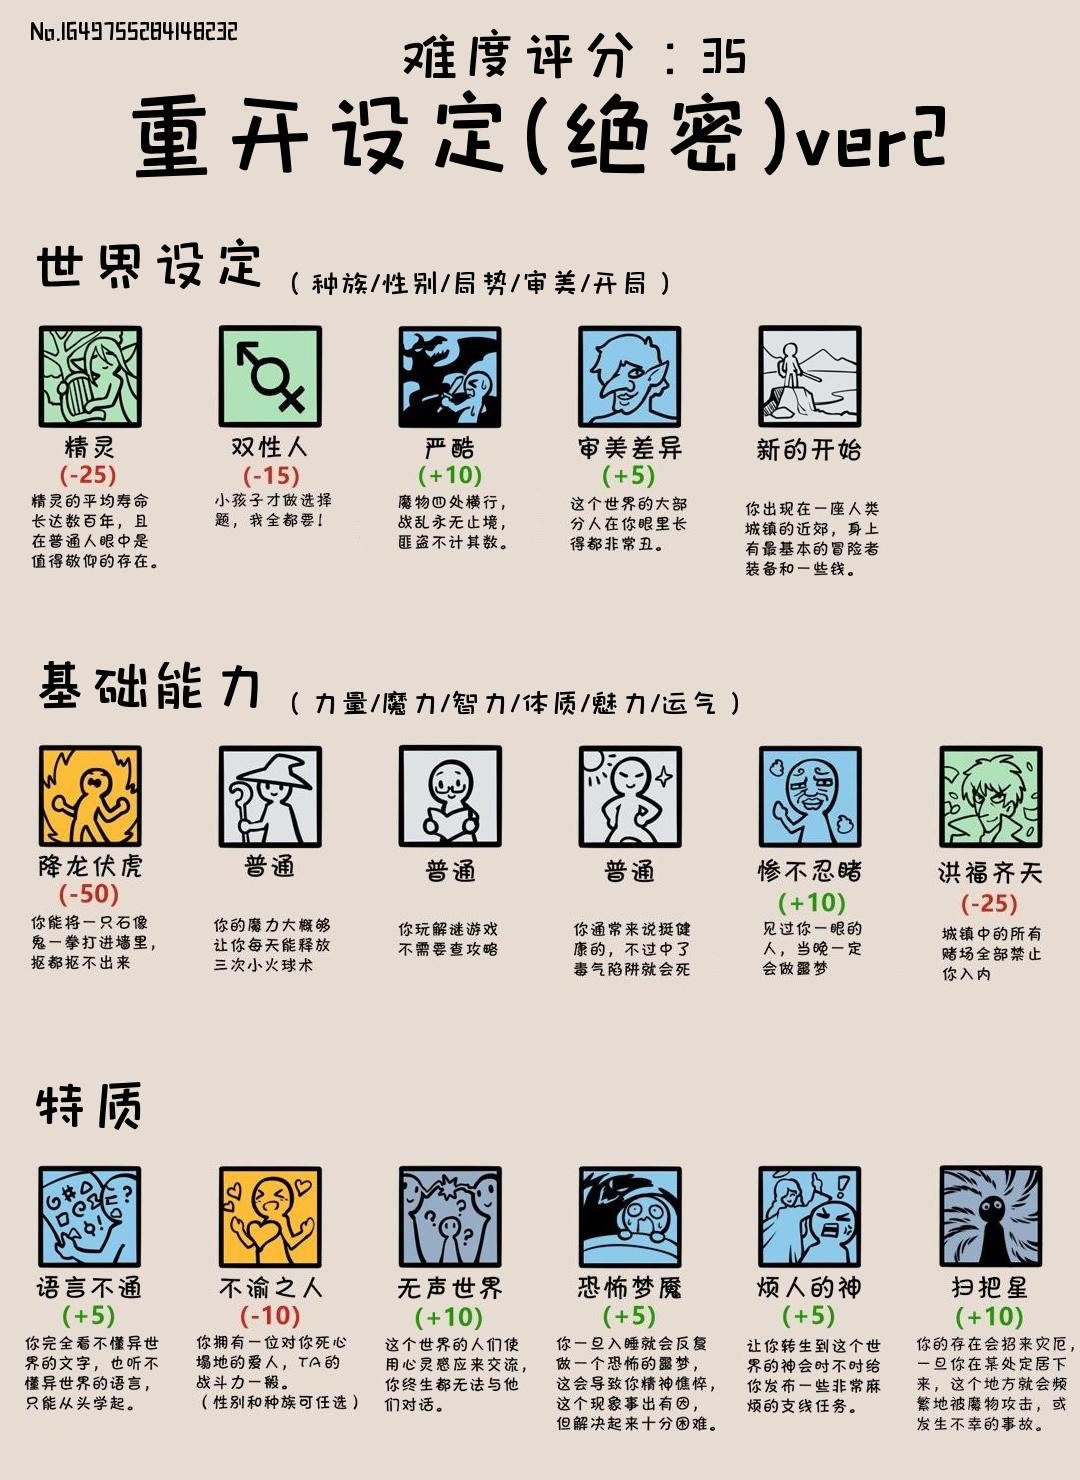 No.1649755284148232
难度评分：35
重开设定(绝密)ver2
世界设定（种族/性别/局势/审美/开局）
精灵 双性人 严酷 审美差异 新的开始
(-25) (-15) (+10) (+5)
精灵的平均寿命
长达数百年，且
在普通人眼中是
值得敬仰的存在。
小孩子才做选择
题，我全都要！
魔物四处横行，
战乱永无止境，
匪盗不计其数。
这个世界的大部
分人在你眼里长
得都非常丑。
你出现在一座人类
城镇的近郊，身上
有最基本的冒险者
装备和一些钱。
基础能力（力量/魔力/智力/体质/魅力/运气）
降龙伏虎 普通 普通 普通 惨不忍睹 洪福齐天
(-50) (+10) (-25)
你能将一只石像
鬼一拳打进墙里，
抠都抠不出来
你的魔力大概够
让你每天能释放
三次小火球术
你玩解谜游戏
不需要查攻略
你通常来说挺健
康的，不过中了
毒气陷阱就会死
见过你一眼的
人，当晚一定
会做噩梦
城镇中的所有
赌场全部禁止
你入内
特质
语言不通 不渝之人 无声世界 恐怖梦魇 烦人的神 扫把星
(+5) (-10) (+10) (+5) (+5) (+10)
你完全看不懂异世
界的文字，也听不
懂异世界的语言，
只能从头学起。
你拥有一位对你死心
塌地的爱人，TA的
战斗力一般。
（性别和种族可任选）
这个世界的人们使
用心灵感应来交流，
你终生都无法与他
们对话。
你一旦入睡就会反复
做一个恐怖的噩梦，
这会导致你精神憔悴，
这个现象事出有因，
但解决起来十分困难。
让你转生到这个世
界的神会时不时给
你发布一些非常麻
烦的支线任务。
你的存在会招来灾厄，
一旦你在某处定居下
来，这个地方就会频
繁地被魔物攻击，或
发生不幸的事故。